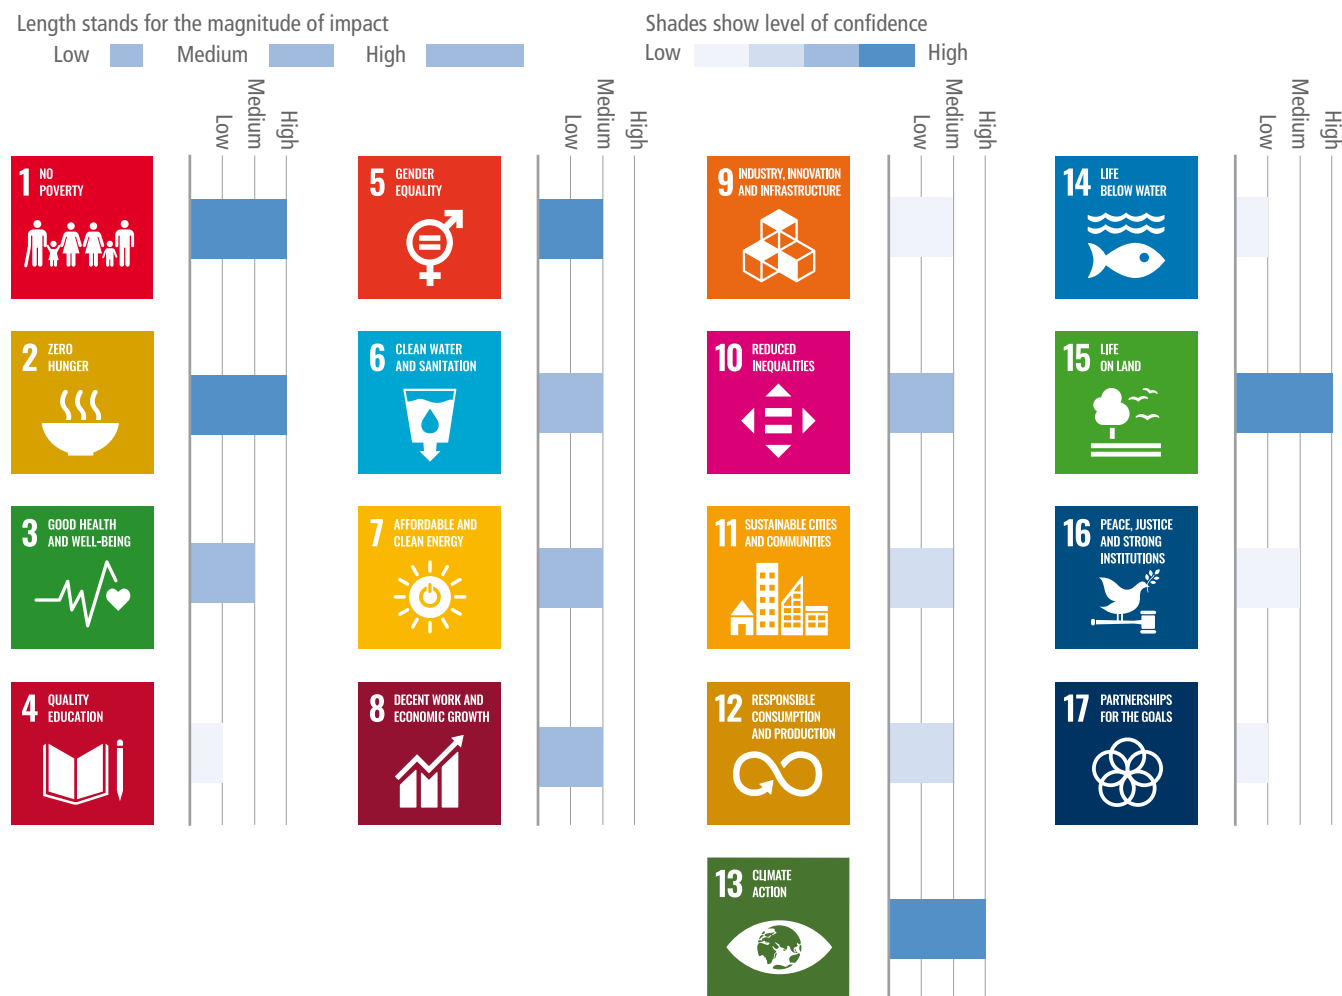 Length stands for the magnitude of impact
Low
Medium
High
Shades show level of confidence
Low
High
Low
Medium
High
Low
Medium
High
Low
Medium
High
Low
Medium
High
1 NO
POVERTY
2 ZERO
HUNGER
3 GOOD HEALTH
AND WELL-BEING
4 QUALITY
EDUCATION
5 GENDER
EQUALITY
6 CLEAN WATER
AND SANITATION
7 AFFORDABLE AND
CLEAN ENERGY
8 DECENT WORK AND
ECONOMIC GROWTH
9 INDUSTRY, INNOVATION
AND INFRASTRUCTURE
10 REDUCED
INEQUALITIES
11 SUSTAINABLE CITIES
AND COMMUNITIES
12 RESPONSIBLE
CONSUMPTION
AND PRODUCTION
13 CLIMATE
ACTION
14 LIFE
BELOW WATER
15 LIFE
ON LAND
16 PEACE, JUSTICE
AND STRONG
INSTITUTIONS
17 PARTNERSHIPS
FOR THE GOALS